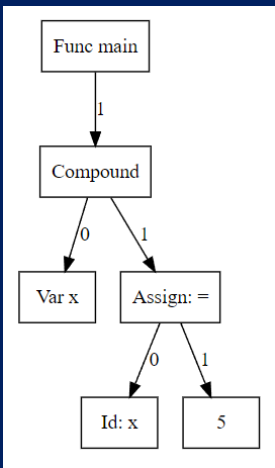 Func main
1
Compound
0 1
Var x Assign: =
0 1
Id: x 5